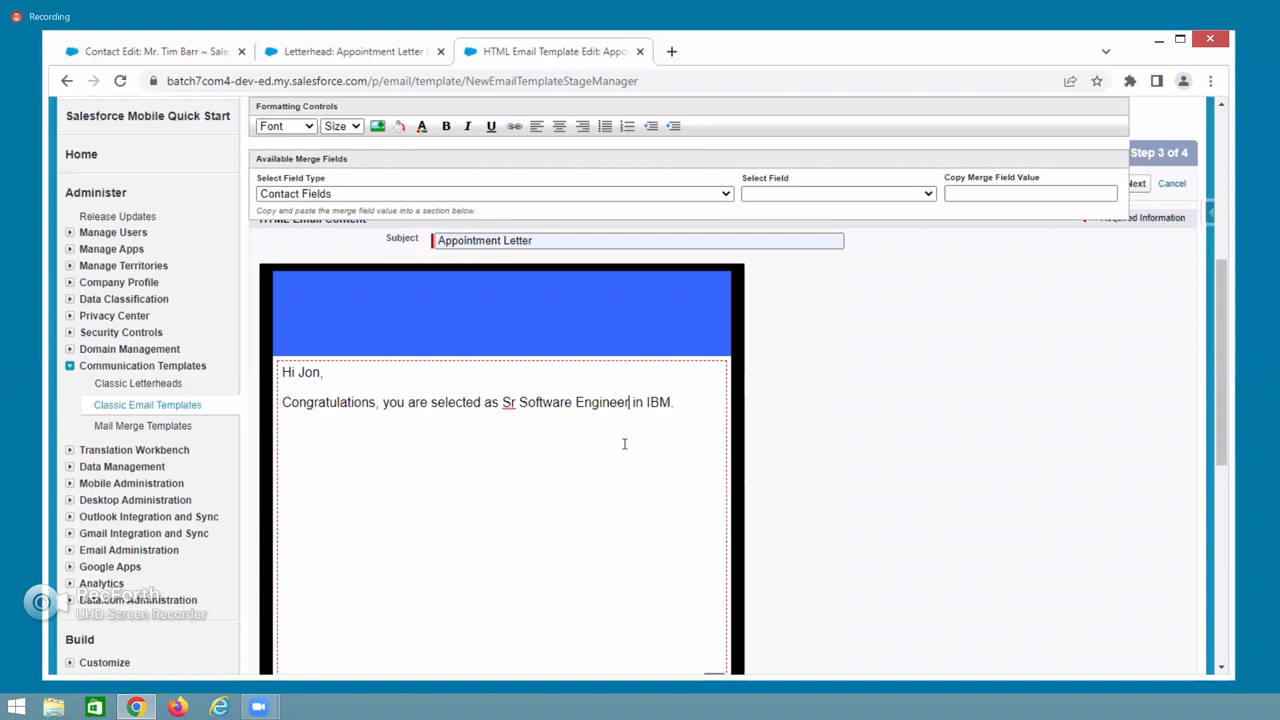 Recording
Contact Edit: Mr. Tim Barr ~ Sale
Letterhead: Appointment Letter
HTML Email Template Edit: Appo
batch7com4-dev-ed.my.salesforce.com/p/email/template/NewEmailTemplateStageManager
Salesforce Mobile Quick Start
Home
Administer
Release Updates
Manage Users
Manage Apps
Manage Territories
Company Profile
Data Classification
Privacy Center
Security Controls
Domain Management
Communication Templates
Classic Letterheads
Classic Email Templates
Mail Merge Templates
Translation Workbench
Data Management
Mobile Administration
Desktop Administration
Outlook Integration and Sync
Gmail Integration and Sync
Email Administration
Google Apps
Analytics
Data.com Administration
Build
Customize
RecForth
UHD Screen Recorder
Formatting Controls
Font Size B I U
Available Merge Fields
Select Field Type Select Field Copy Merge Field Value
Contact Fields
Copy and paste the merge field value into a section below.
Step 3 of 4
Next Cancel
HTML Email Content
Required Information
Subject Appointment Letter
Hi Jon,
Congratulations, you are selected as Sr Software Engineer in IBM.